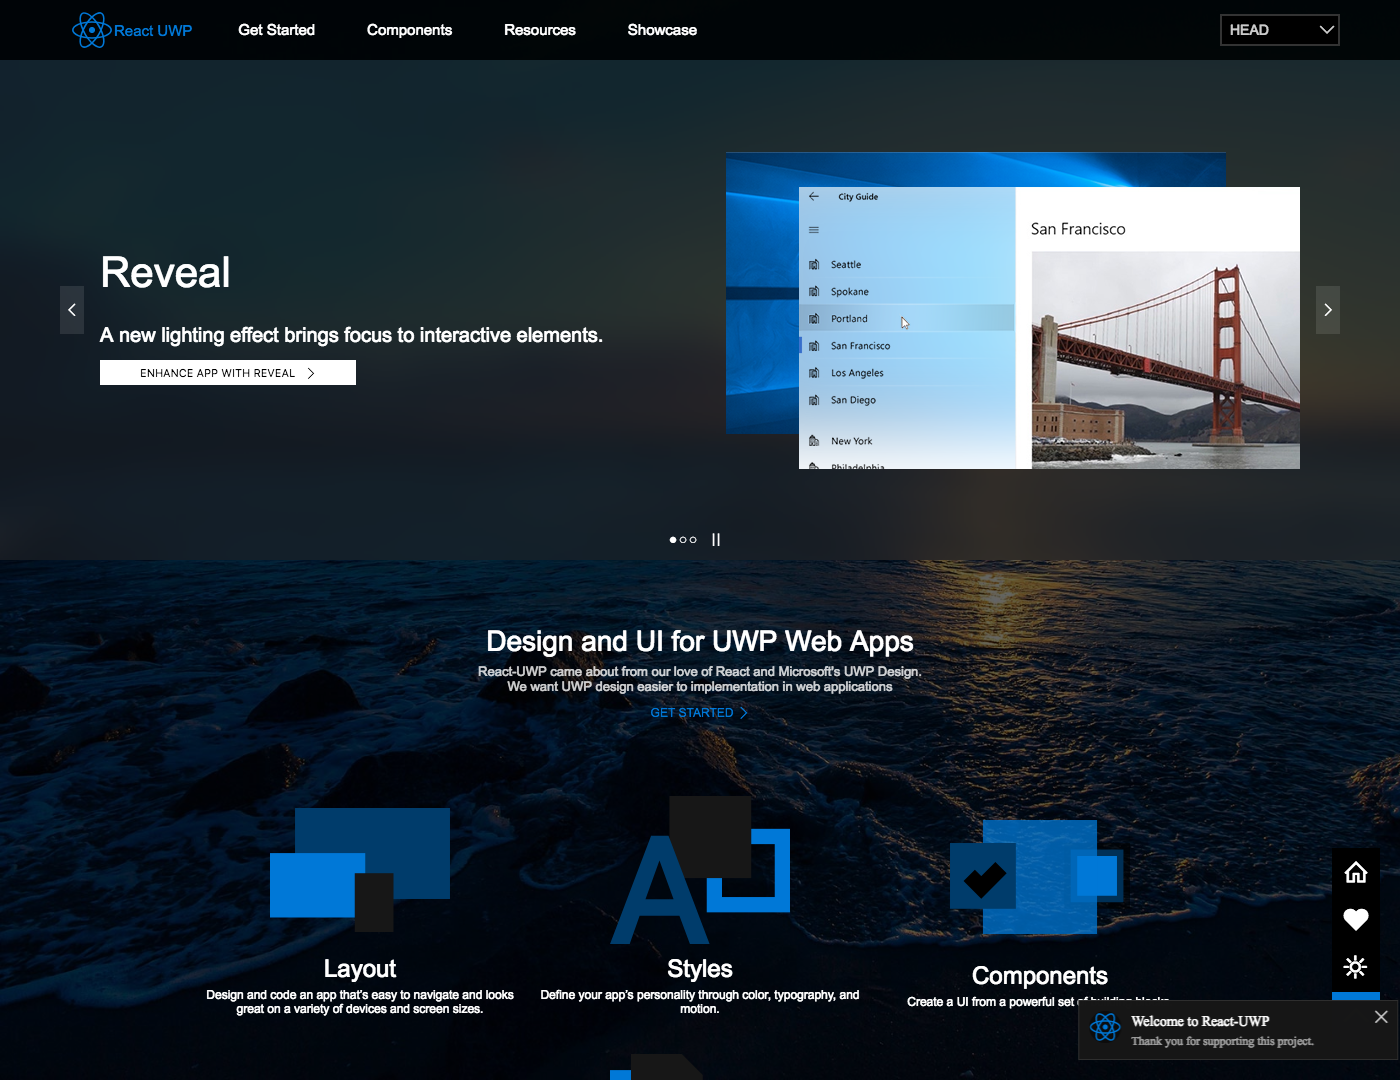 React UWP
Get Started
Components
Resources
Showcase
HEAD
Reveal
A new lighting effect brings focus to interactive elements.
ENHANCE APP WITH REVEAL
City Guide
Seattle
Spokane
Portland
San Francisco
Los Angeles
San Diego
New York
Philadelphia
San Francisco
Design and UI for UWP Web Apps
React-UWP came about from our love of React and Microsoft's UWP Design.
We want UWP design easier to implementation in web applications
GET STARTED
Layout
Design and code an app that's easy to navigate and looks
great on a variety of devices and screen sizes.
Styles
Define your app's personality through color, typography, and
motion.
Components
Create a UI from a powerful set of building blocks.
Welcome to React-UWP
Thank you for supporting this project.